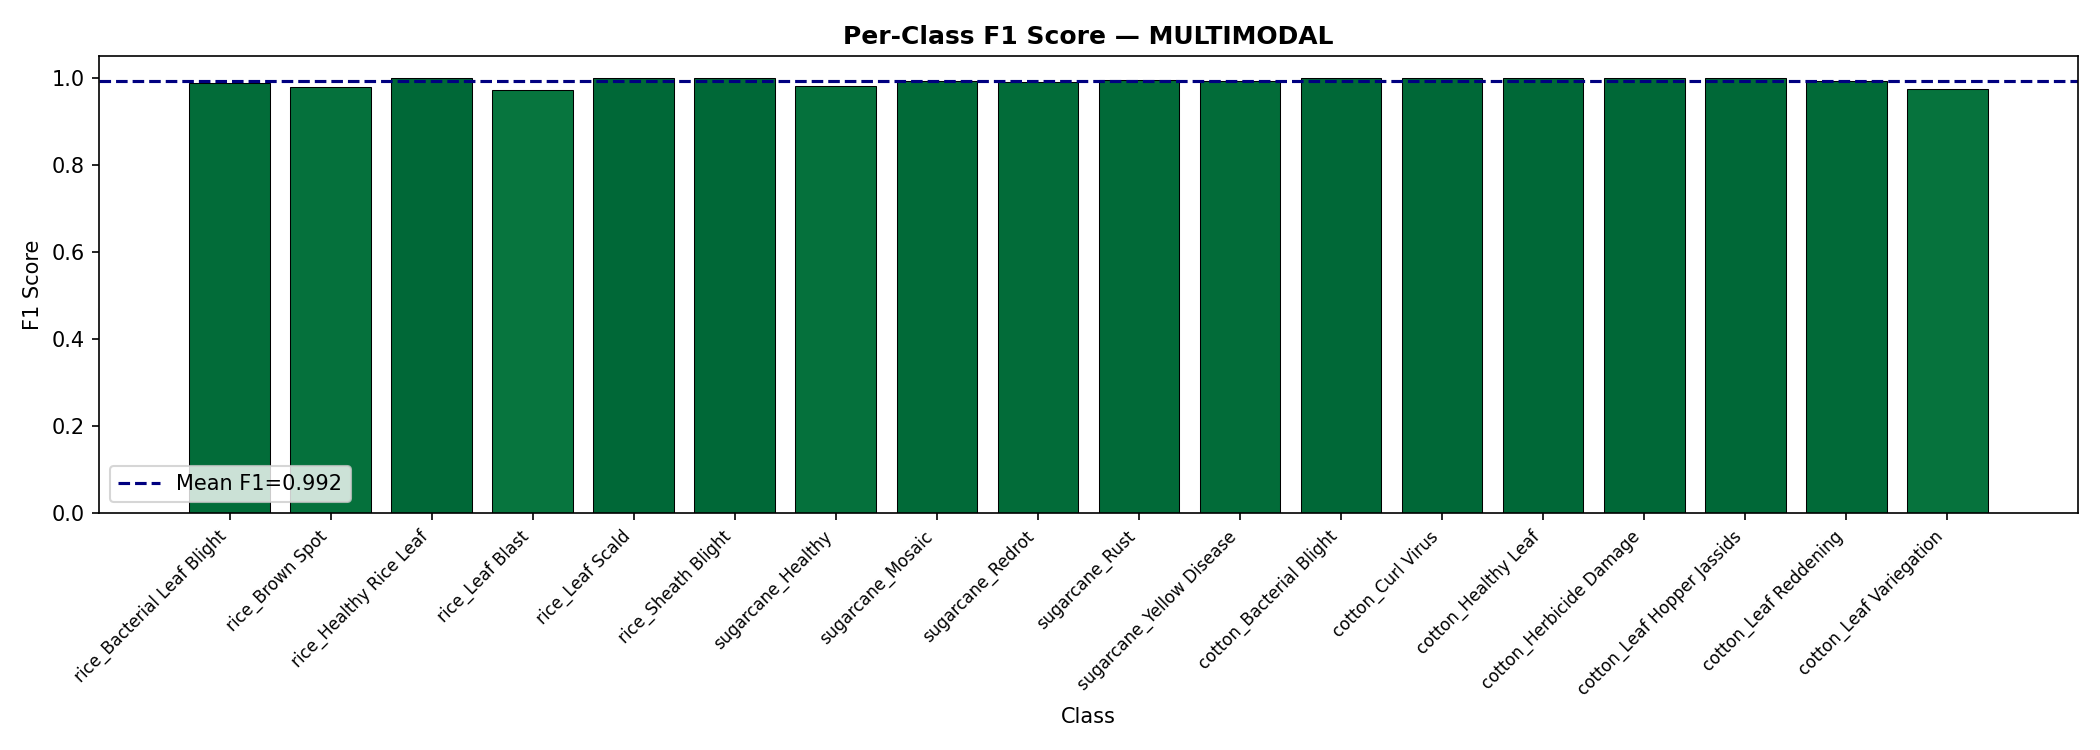 Per-Class F1 Score — MULTIMODAL
F1 Score
1.0
0.8
0.6
0.4
0.2
0.0
Mean F1=0.992
rice_Bacterial Leaf Blight
rice_Brown Spot
rice_Healthy Rice Leaf
rice_Leaf Blast
rice_Leaf Scald
rice_Sheath Blight
sugarcane_Healthy
sugarcane_Mosaic
sugarcane_Redrot
sugarcane_Rust
sugarcane_Yellow Disease
cotton_Bacterial Blight
cotton_Curl Virus
cotton_Healthy Leaf
cotton_Herbicide Damage
cotton_Leaf Hopper Jassids
cotton_Leaf Reddening
cotton_Leaf Variegation
Class